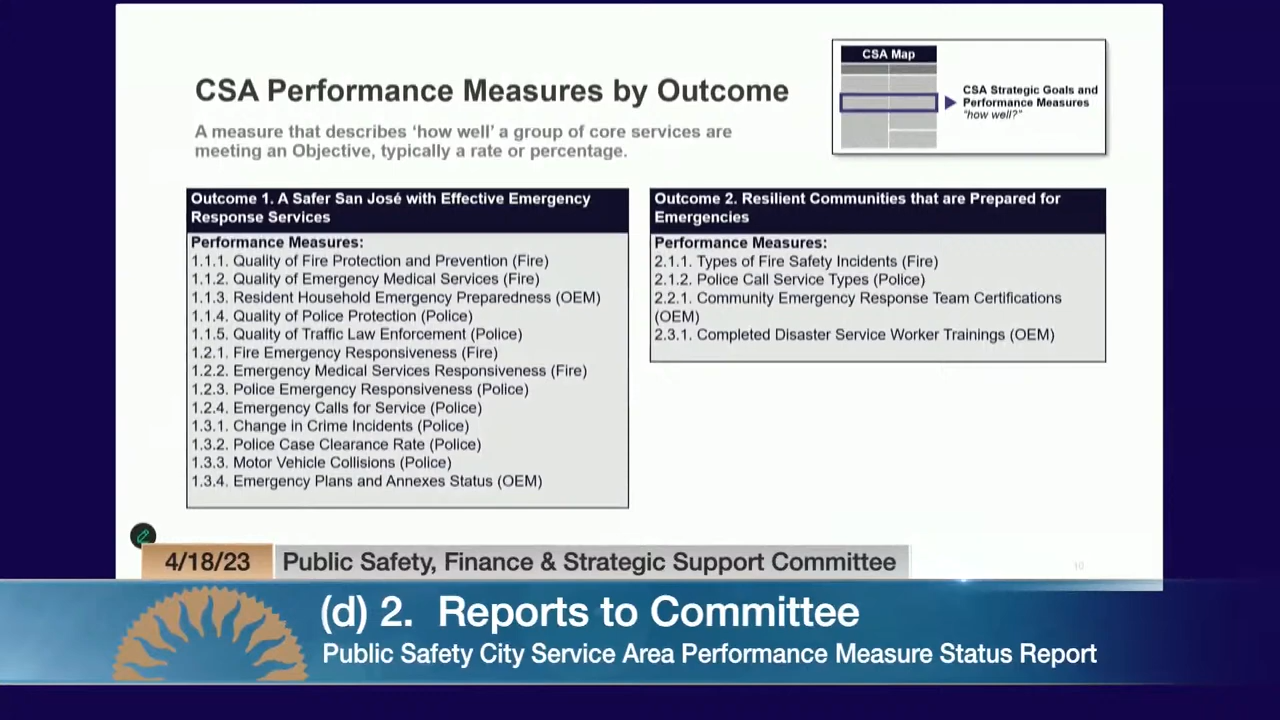 CSA Performance Measures by Outcome
A measure that describes ‘how well’ a group of core services are
meeting an Objective, typically a rate or percentage.
CSA Map
CSA Strategic Goals and
Performance Measures
"how well?"
Outcome 1. A Safer San José with Effective Emergency
Response Services
Performance Measures:
1.1.1. Quality of Fire Protection and Prevention (Fire)
1.1.2. Quality of Emergency Medical Services (Fire)
1.1.3. Resident Household Emergency Preparedness (OEM)
1.1.4. Quality of Police Protection (Police)
1.1.5. Quality of Traffic Law Enforcement (Police)
1.2.1. Fire Emergency Responsiveness (Fire)
1.2.2. Emergency Medical Services Responsiveness (Fire)
1.2.3. Police Emergency Responsiveness (Police)
1.2.4. Emergency Calls for Service (Police)
1.3.1. Change in Crime Incidents (Police)
1.3.2. Police Case Clearance Rate (Police)
1.3.3. Motor Vehicle Collisions (Police)
1.3.4. Emergency Plans and Annexes Status (OEM)
Outcome 2. Resilient Communities that are Prepared for
Emergencies
Performance Measures:
2.1.1. Types of Fire Safety Incidents (Fire)
2.1.2. Police Call Service Types (Police)
2.2.1. Community Emergency Response Team Certifications
(OEM)
2.3.1. Completed Disaster Service Worker Trainings (OEM)
10
4/18/23
Public Safety, Finance & Strategic Support Committee
(d) 2. Reports to Committee
Public Safety City Service Area Performance Measure Status Report